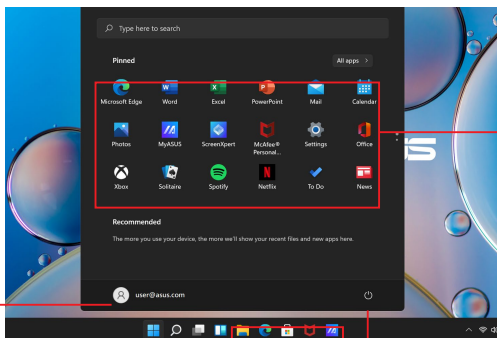 Type here to search
Pinned
All apps >
Microsoft Edge
Word
Excel
PowerPoint
Mail
Calendar
Photos
MyASUS
ScreenXpert
McAfee®
Personal...
Settings
Office
Xbox
Solitaire
Spotify
Netflix
To Do
News
Recommended
The more you use your device, the more we'll show your recent files and new apps here.
user@asus.com